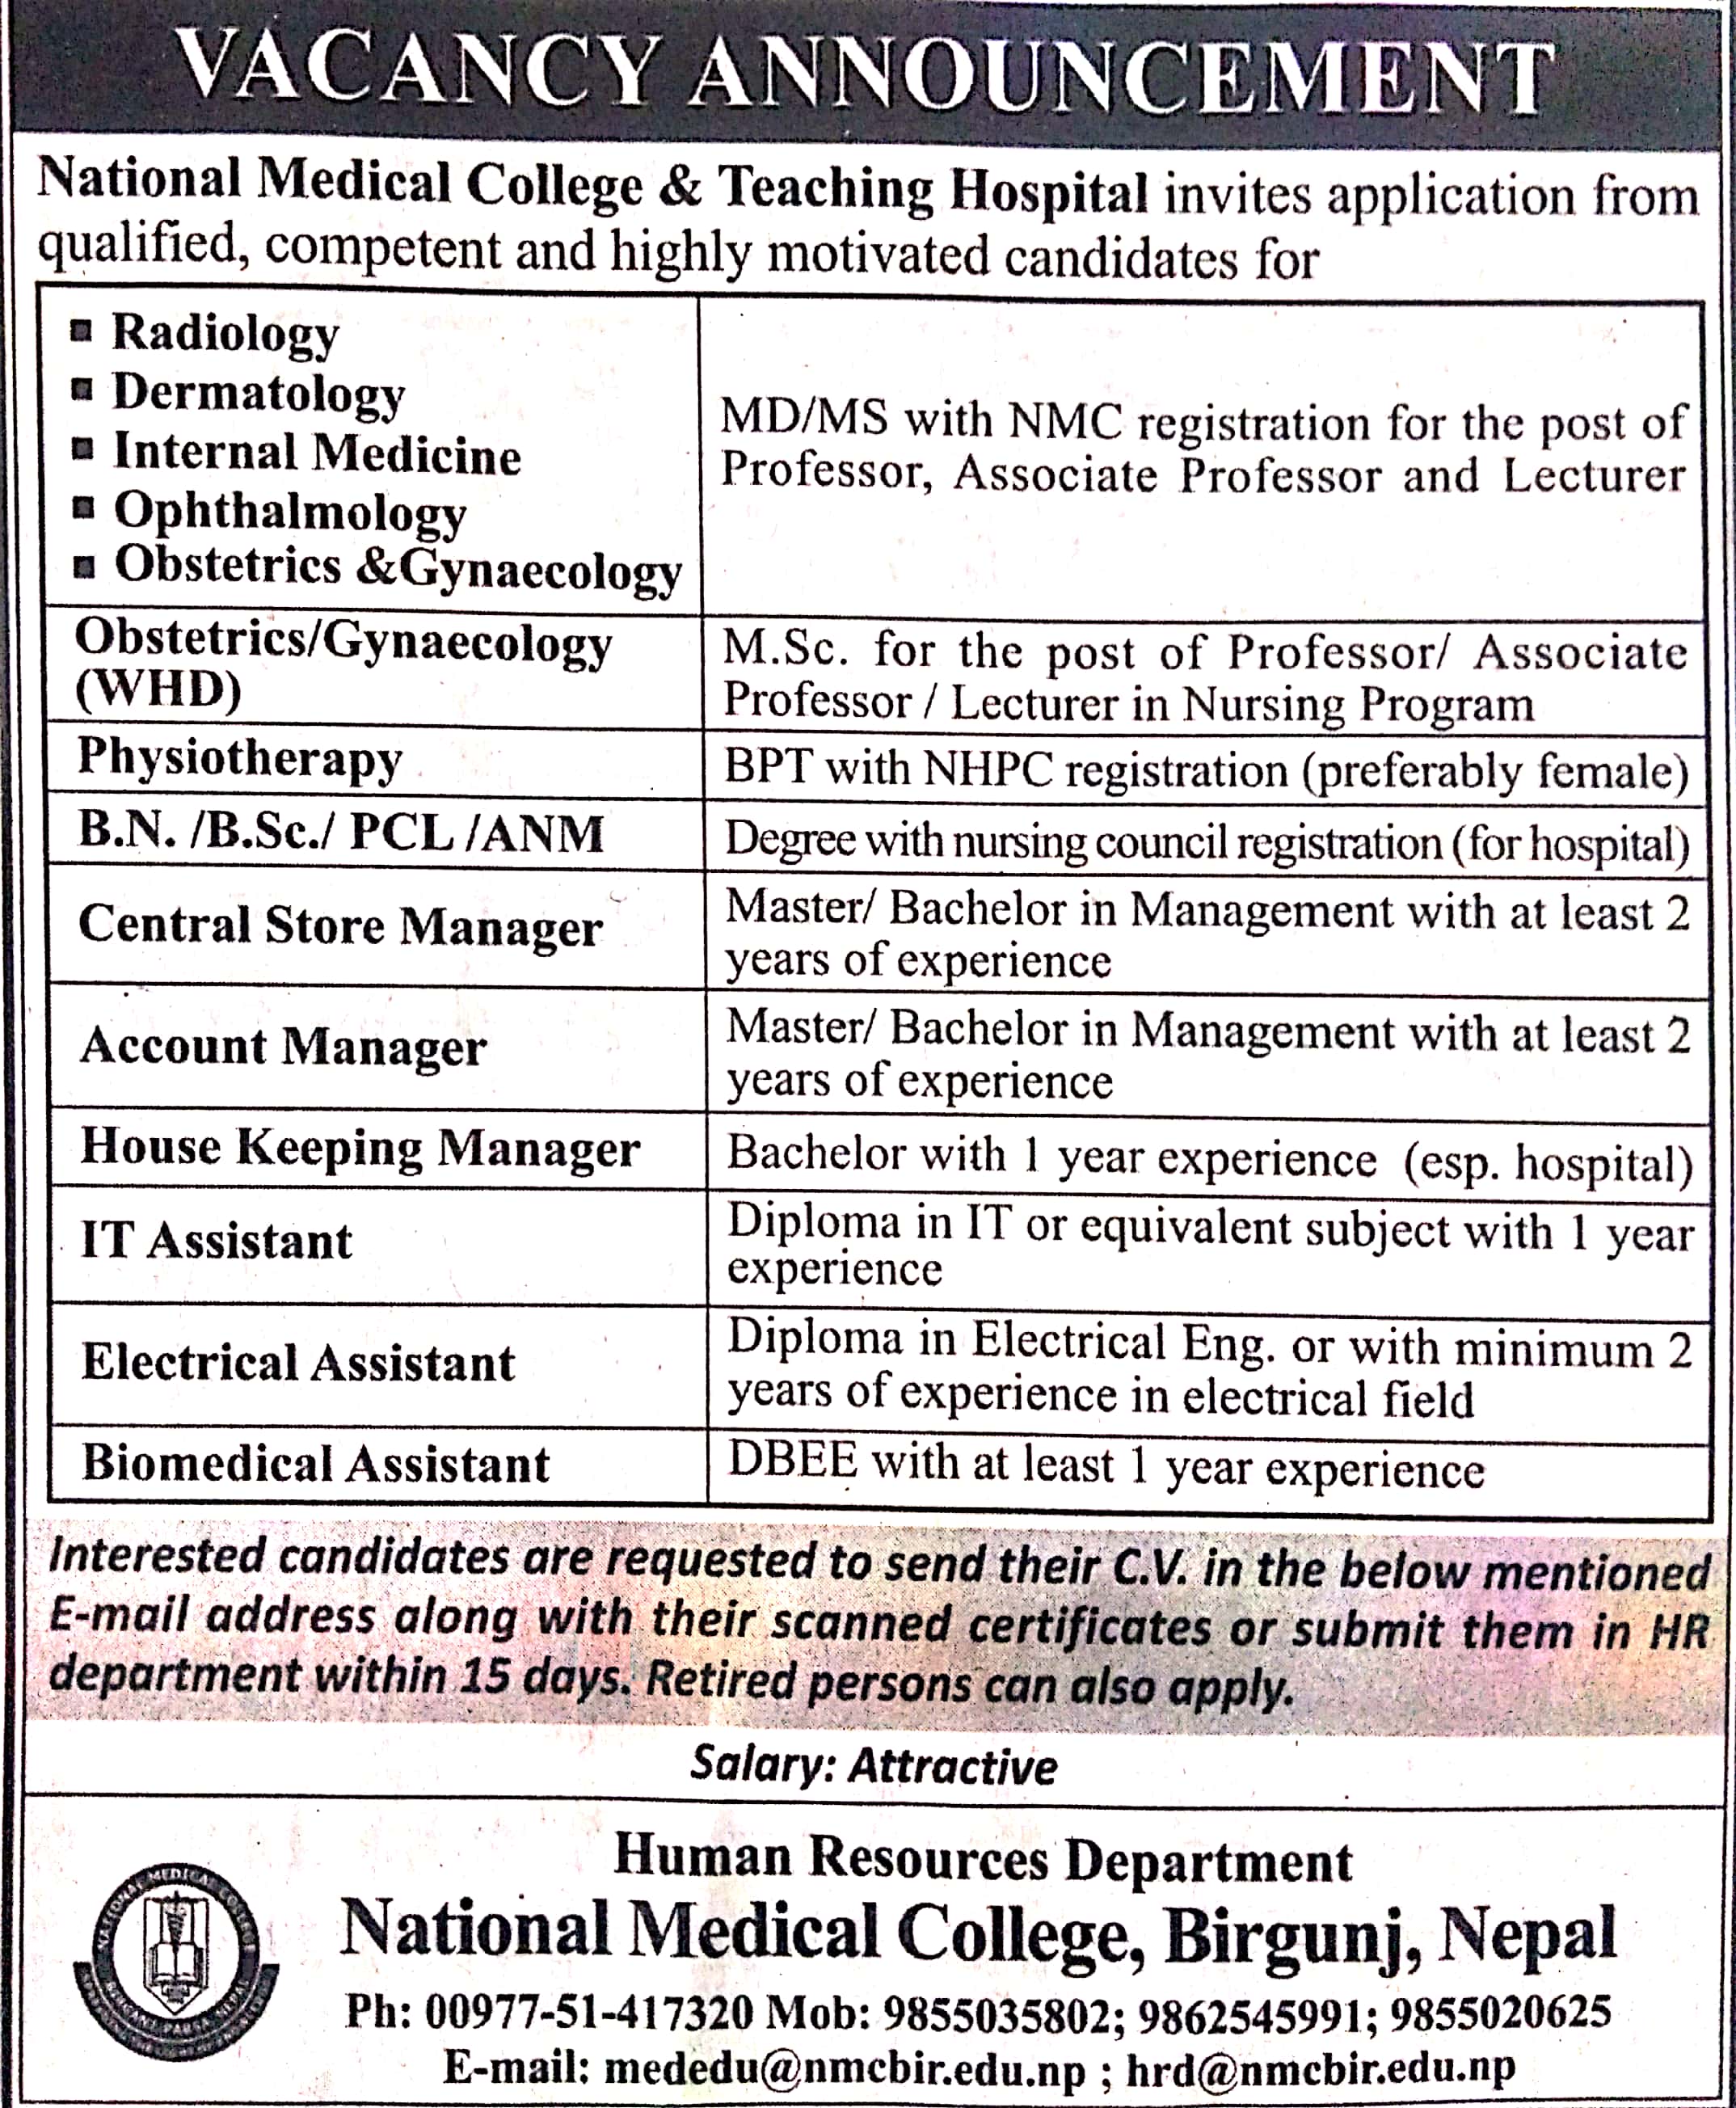 VACANCY ANNOUNCEMENT
National Medical College & Teaching Hospital invites application from
qualified, competent and highly motivated candidates for
▪ Radiology
▪ Dermatology
▪ Internal Medicine
▪ Ophthalmology
▪ Obstetrics &Gynaecology
MD/MS with NMC registration for the post of
Professor, Associate Professor and Lecturer
Obstetrics/Gynaecology
(WHD)
M.Sc. for the post of Professor/ Associate
Professor / Lecturer in Nursing Program
Physiotherapy
BPT with NHPC registration (preferably female)
B.N. /B.Sc./ PCL /ANM
Degree with nursing council registration (for hospital)
Central Store Manager
Master/ Bachelor in Management with at least 2
years of experience
Account Manager
Master/ Bachelor in Management with at least 2
years of experience
House Keeping Manager
Bachelor with 1 year experience (esp. hospital)
IT Assistant
Diploma in IT or equivalent subject with 1 year
experience
Electrical Assistant
Diploma in Electrical Eng. or with minimum 2
years of experience in electrical field
Biomedical Assistant
DBEE with at least 1 year experience
Interested candidates are requested to send their C.V. in the below mentioned
E-mail address along with their scanned certificates or submit them in HR
department within 15 days. Retired persons can also apply.
Salary: Attractive
NATIONAL MEDICAL COLLEGE
Human Resources Department
National Medical College, Birgunj, Nepal
Ph: 00977-51-417320 Mob: 9855035802; 9862545991; 9855020625
E-mail: mededu@nmcbir.edu.np ; hrd@nmcbir.edu.np